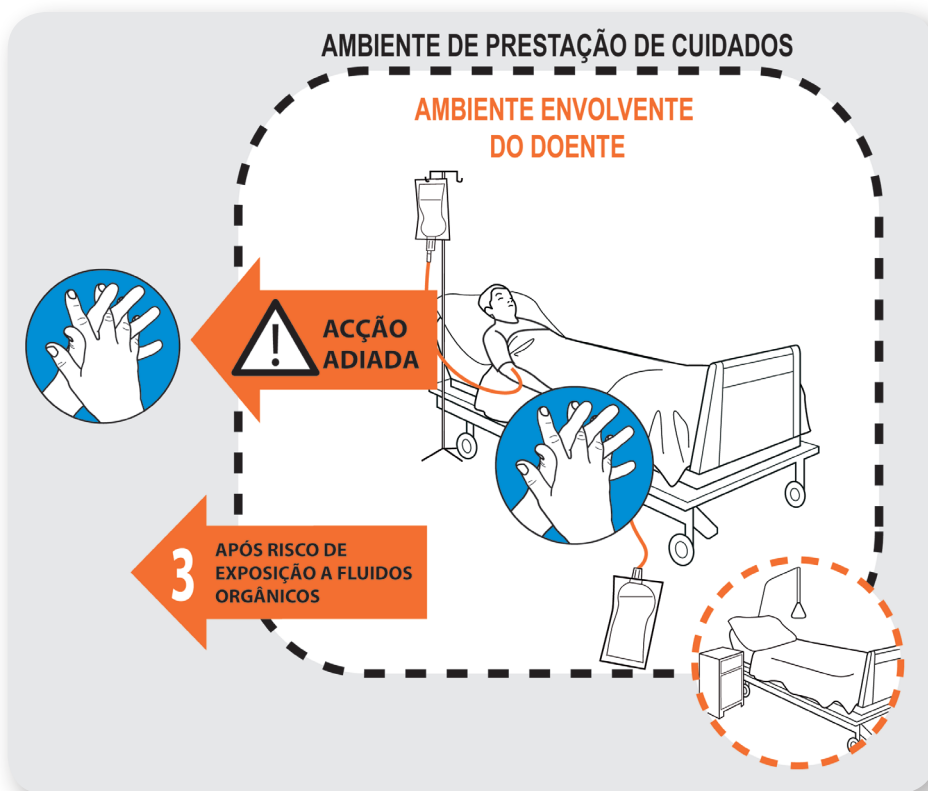 AMBIENTE DE PRESTAÇÃO DE CUIDADOS
AMBIENTE ENVOLVENTE
DO DOENTE
!
ACÇÃO
ADIADA
3
APÓS RISCO DE
EXPOSIÇÃO A FLUIDOS
ORGÂNICOS